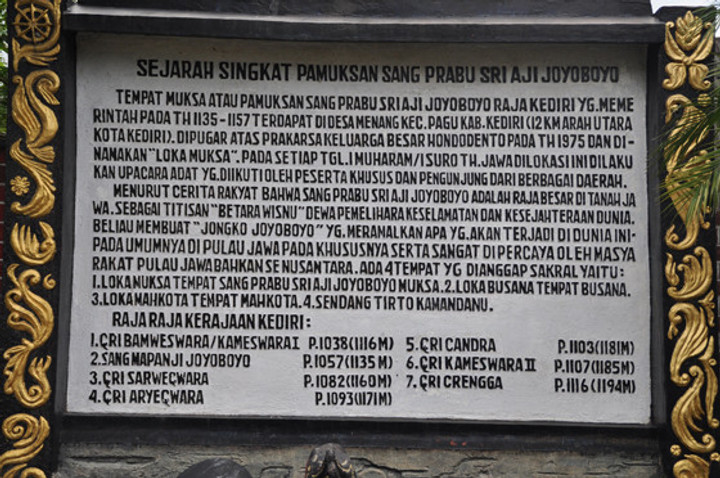 SEJARAH SINGKAT PAMUKSAN SANG PRABU SRI AJI JOYOBOYO
TEMPAT MUKSA ATAU PAMUKSAN SANG PRABU SRI AJI JOYOBOYO RAJA KEDIRI YG. MEME
RINTAH PADA TH 1135 - 1157 TERDAPAT DI DESA MENANG KEC. PAGU KAB. KEDIRI (12 KM ARAH UTARA
KOTA KEDIRI). DIPUGAR ATAS PRAKARSA KELUARGA BESAR HONDODENTO PADA TH 1975 DAN DI-
NANAKAN "LOKA MUKSA". PADA SETIAP TGL. I MUHARAM / I SURO TH. JAWA DILOKASI INI DILAKU
KAN UPACARA ADAT YG. DIIKUTI OLEH PESERTA KHUSUS DAN PENGUNJUNG DARI BERBAGAI DAERAH.
MENURUT CERITA RAKYAT BAHWA SANG PRABU SRI AJI JOYOBOYO ADALAH RAJA BESAR DI TANAH JA
WA. SEBAGAI TITISAN "BETARA WISNU" DEWA PEMELIHARA KESELAMATAN DAN KESEJAHTERAAN DUNIA.
BELIAU MEMBUAT "JONGKO JOYOBOYO" YG. MERAMALKAN APA YG. AKAN TERJADI DI DUNIA INI-
PADA UMUMNYA DI PULAU JAWA PADA KHUSUSNYA SERTA SANGAT DI PERCAYA OLEH MASYA
RAKAT PULAU JAWA BAHKAN SE NUSANTARA. ADA 4 TEMPAT YG DIANGGAP SAKRAL YAITU:
1. LOKA NUKSA TEMPAT SANG PRABU SRI AJI JOYOBOYO MUKSA. 2. LOKA BUSANA TEMPAT BUSANA.
3. LOKA MAHKOTA TEMPAT MAHKOTA. 4. SENDANG TIRTO KAMANDANU.
RAJA RAJA KERAJAAN KEDIRI :
1. ÇRI BAMWESWARA/KAMESWARA I P.1038 (1116 M)
2. SANG MAPANJI JOYOBOYO P.1057 (1135 M)
3. ÇRI SARWEÇWARA P.1082 (1160 M)
4. ÇRI ARYEÇWARA P.1093 (1171 M)
5. ÇRI CANDRA P.1103 (1181 M)
6. ÇRI KAMESWARA II P.1107 (1185 M)
7. ÇRI CRENGGA P.1116 (1194 M)